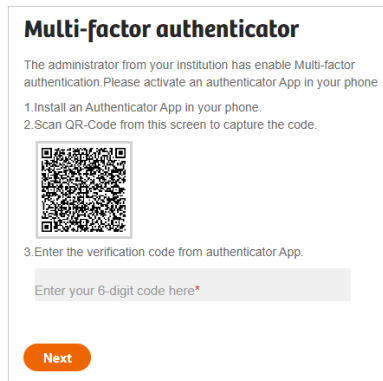 Multi-factor authenticator
The administrator from your institution has enable Multi-factor
authentication.Please activate an authenticator App in your phone
1.Install an Authenticator App in your phone.
2.Scan QR-Code from this screen to capture the code.
3.Enter the verification code from authenticator App.
Enter your 6-digit code here*
Next